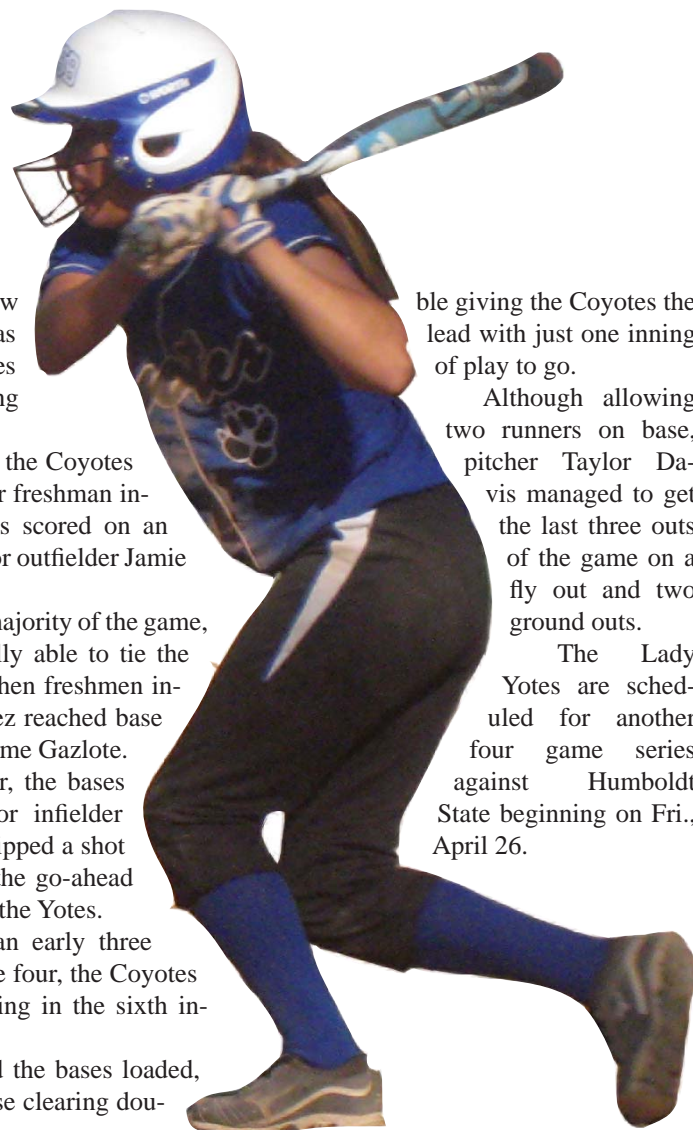 WORTH
w
as
es
ng
the Coyotes
r freshman in-
s scored on an
or outfielder Jamie
ajority of the game,
lly able to tie the
hen freshmen in-
ez reached base
me Gazlote.
r, the bases
or infielder
ipped a shot
the go-ahead
the Yotes.
an early three
e four, the Coyotes
ing in the sixth in-
d the bases loaded,
se clearing dou-
ble giving the Coyotes the
lead with just one inning
of play to go.
Although allowing
two runners on base,
pitcher Taylor Da-
vis managed to get
the last three outs
of the game on a
fly out and two
ground outs.
The Lady
Yotes are sched-
uled for another
four game series
against Humboldt
State beginning on Fri.,
April 26.